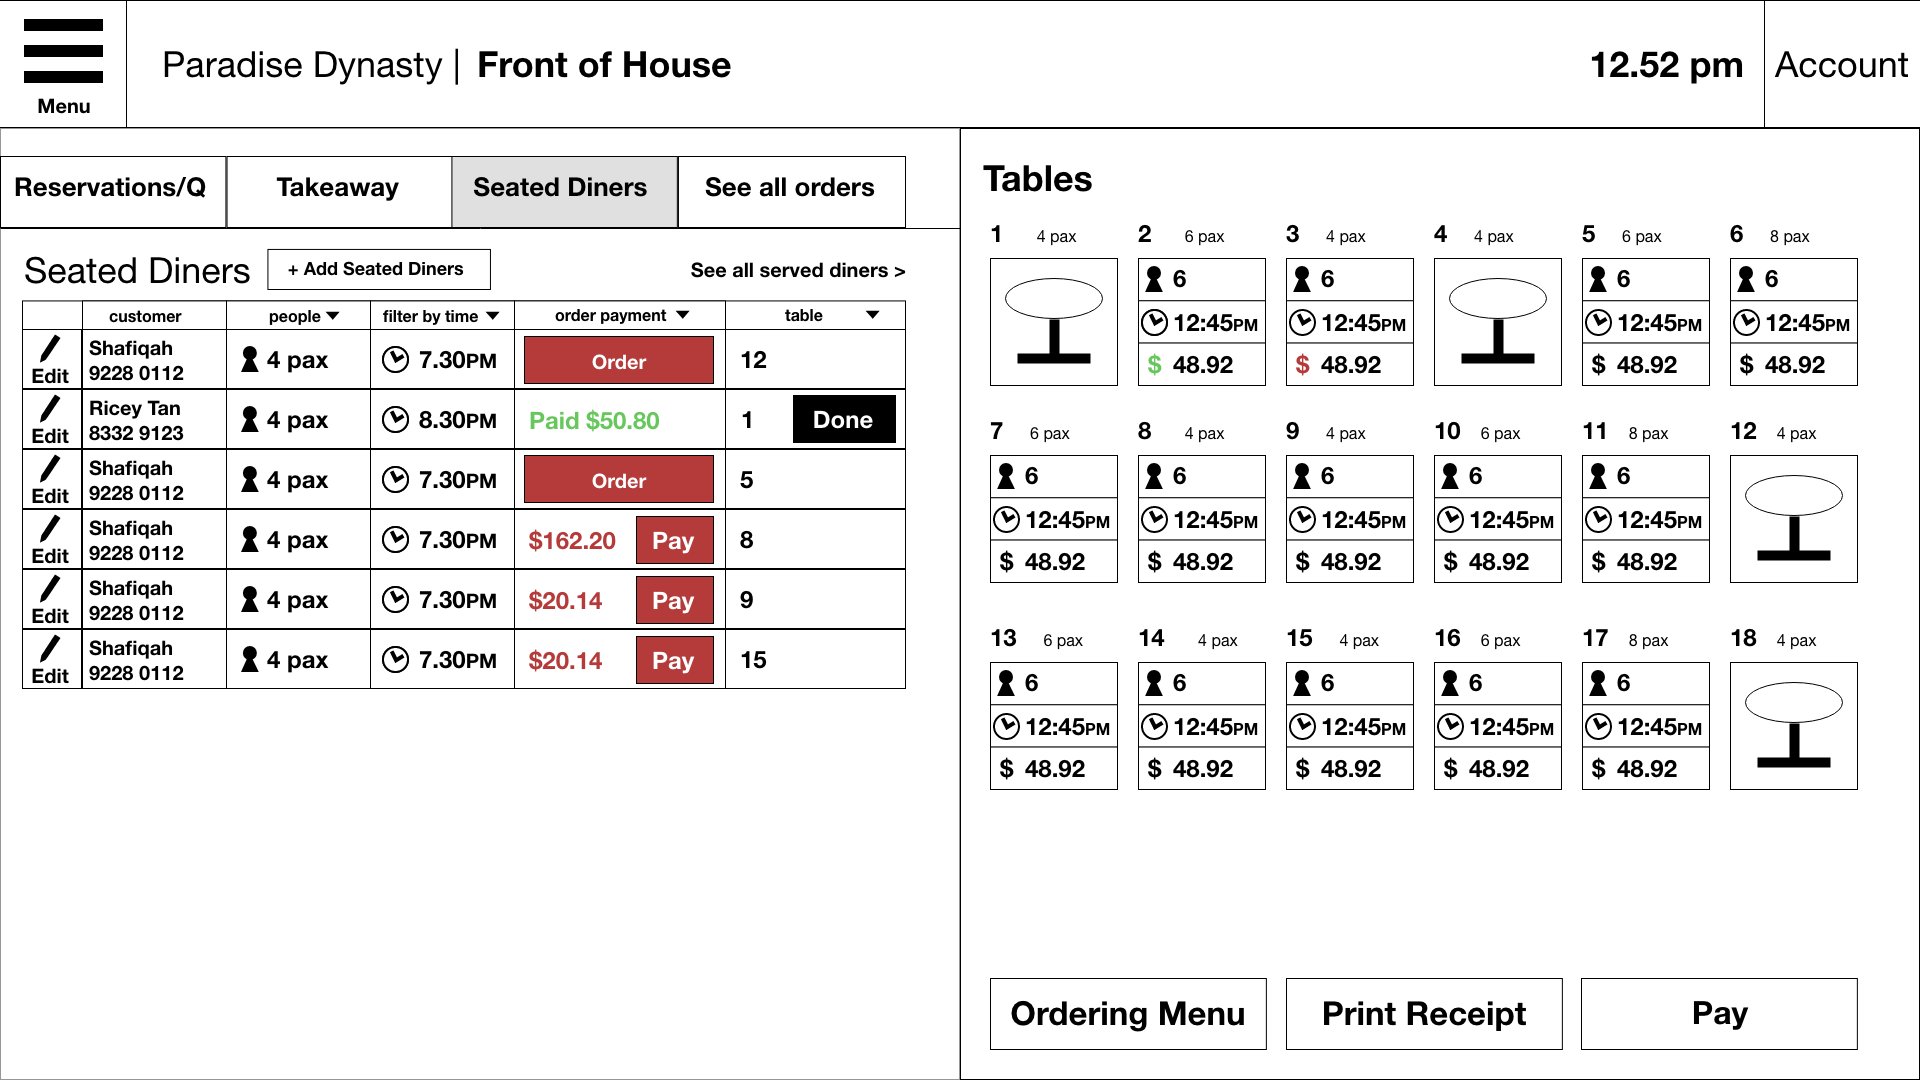 Menu
Paradise Dynasty | Front of House
12.52 pm
Account
Reservations/Q
Takeaway
Seated Diners
See all orders
Seated Diners
+ Add Seated Diners
See all served diners >
customer
people
filter by time
order payment
table
Edit
Shafiqah
9228 0112
4 pax
7.30PM
Order
12
Edit
Ricey Tan
8332 9123
4 pax
8.30PM
Paid $50.80
1
Done
Edit
Shafiqah
9228 0112
4 pax
7.30PM
Order
5
Edit
Shafiqah
9228 0112
4 pax
7.30PM
$162.20
Pay
8
Edit
Shafiqah
9228 0112
4 pax
7.30PM
$20.14
Pay
9
Edit
Shafiqah
9228 0112
4 pax
7.30PM
$20.14
Pay
15
Tables
1 4 pax
2 6 pax
6
12:45PM
$ 48.92
3 4 pax
6
12:45PM
$ 48.92
4 4 pax
5 6 pax
6
12:45PM
$ 48.92
6 8 pax
6
12:45PM
$ 48.92
7 6 pax
6
12:45PM
$ 48.92
8 4 pax
6
12:45PM
$ 48.92
9 4 pax
6
12:45PM
$ 48.92
10 6 pax
6
12:45PM
$ 48.92
11 8 pax
6
12:45PM
$ 48.92
12 4 pax
13 6 pax
6
12:45PM
$ 48.92
14 4 pax
6
12:45PM
$ 48.92
15 4 pax
6
12:45PM
$ 48.92
16 6 pax
6
12:45PM
$ 48.92
17 8 pax
6
12:45PM
$ 48.92
18 4 pax
Ordering Menu
Print Receipt
Pay